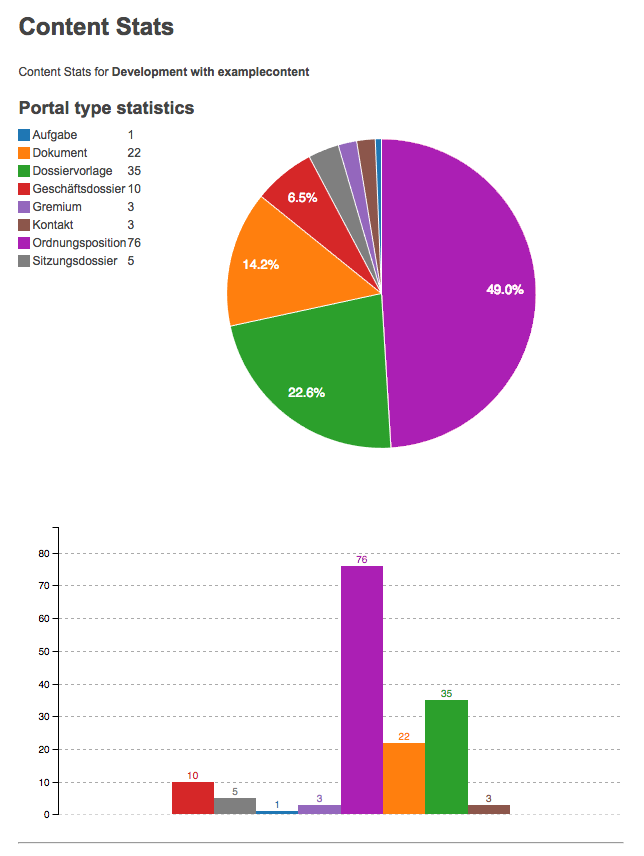 Content Stats
Content Stats for Development with examplecontent
Portal type statistics
Aufgabe 1
Dokument 22
Dossiervorlage 35
Geschäftsdossier 10
Gremium 3
Kontakt 3
Ordnungsposition 76
Sitzungsdossier 5
6.5%
14.2%
49.0%
22.6%
80
70
60
50
40
30
20
10
0
10
5
1
3
76
22
35
3